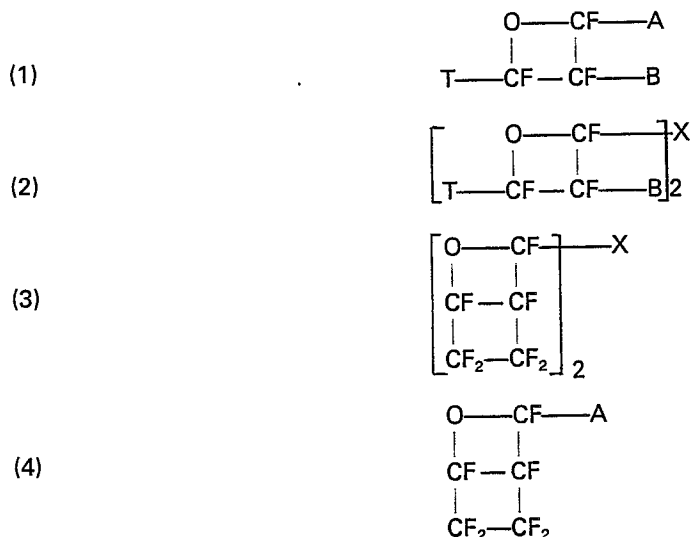 O—CF—A
(1)
T—CF—CF—B
O—CF—X
(2)
[T—CF—CF—B]2
O—CF—X
(3)
CF—CF
[CF₂—CF₂]2
O—CF—A
(4)
CF—CF
CF₂—CF₂